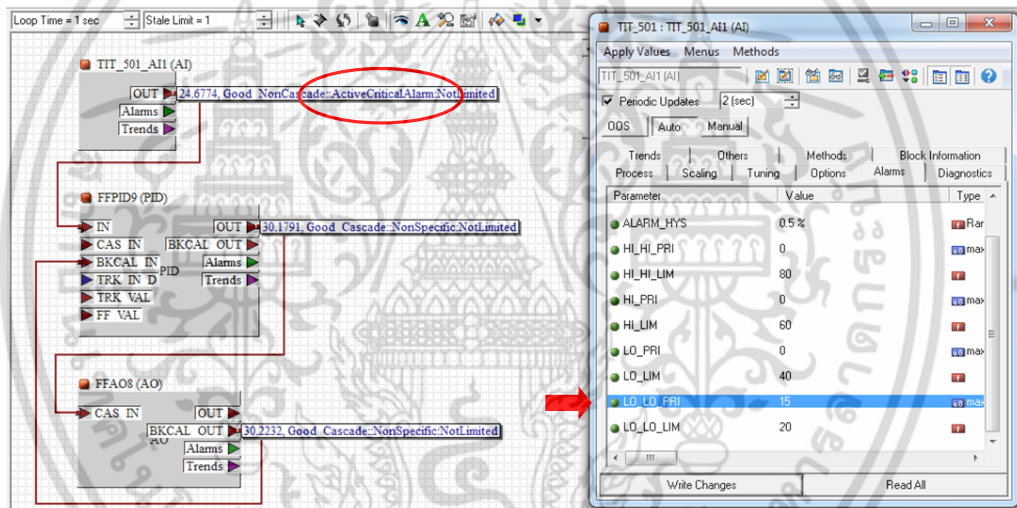 Loop Time = 1 sec
Stale Limit = 1
TIT_501_AI1 (AI)
OUT
24.6774, Good_NonCascade::ActiveCriticalAlarm:NotLimited
Alarms
Trends
FFPID9 (PID)
IN
OUT
30.1791, Good_Cascade::NonSpecific:NotLimited
CAS_IN
BKCAL_OUT
BKCAL_IN
Alarms
PID
TRK_IN_D
Trends
TRK_VAL
FF_VAL
FFAO8 (AO)
CAS_IN
OUT
BKCAL_OUT
30.2232, Good_Cascade::NonSpecific:NotLimited
AO
Alarms
Trends
TIT_501 : TIT_501_AI1 (AI)
Apply Values Menus Methods
TIT_501_AI1 (AI)
Periodic Updates 2 (sec)
OOS Auto Manual
Trends Others Methods Block Information
Process Scaling Tuning Options Alarms Diagnostics
Parameter Value Type
ALARM_HYS 0.5 % Ran
HI_HI_PRI 0 max
HI_HI_LIM 80
HI_PRI 0 max
HI_LIM 60
LO_PRI 0 max
LO_LIM 40
LO_LO_PRI 15 max
LO_LO_LIM 20
Write Changes Read All